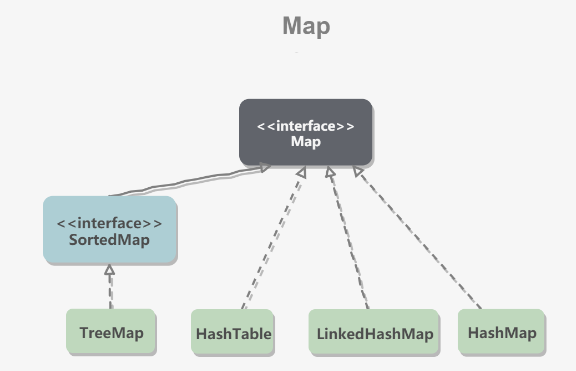 Map
<<interface>>
Map
<<interface>>
SortedMap
TreeMap
HashTable
LinkedHashMap
HashMap